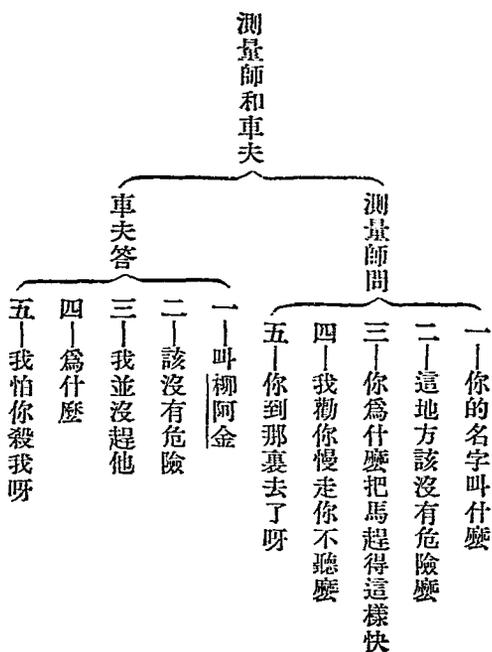 測量師和車夫
測量師問
一—你的名字叫什麼
二—這地方該沒有危險麼
三—你爲什麼把馬趕得這樣快
四—我勸你慢走你不聽麼
五—你到那裏去了呀
車夫答
一—叫柳阿金
二—該沒有危險
三—我並沒趕他
四—爲什麼
五—我怕你殺我呀